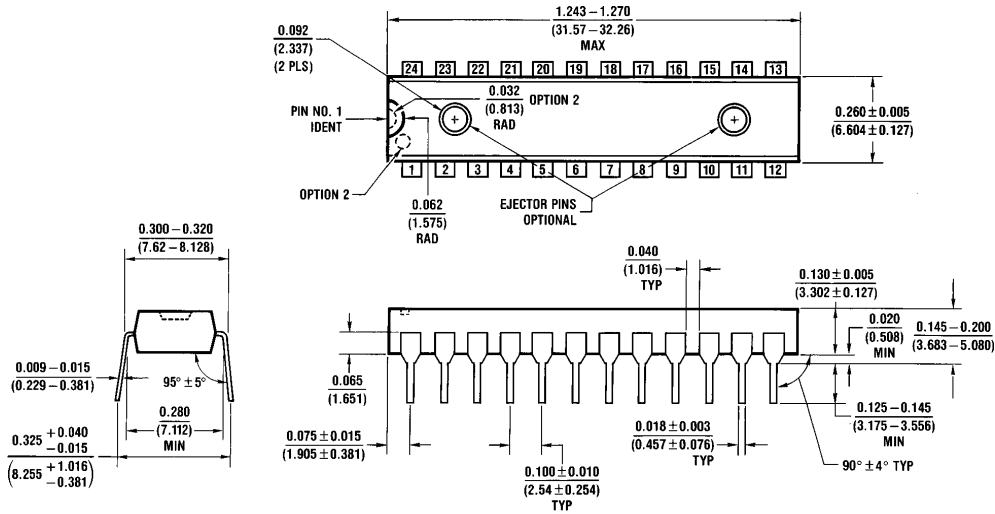 1.243 – 1.270
(31.57 – 32.26)
MAX
0.092
(2.337)
(2 PLS)
24 23 22 21 20 19 18 17 16 15 14 13
0.032
(0.813)
RAD
OPTION 2
PIN NO. 1
IDENT
0.260 ± 0.005
(6.604 ± 0.127)
1 2 3 4 5 6 7 8 9 10 11 12
OPTION 2
0.062
(1.575)
RAD
EJECTOR PINS
OPTIONAL
0.300 – 0.320
(7.62 – 8.128)
0.040
(1.016)
TYP
0.130 ± 0.005
(3.302 ± 0.127)
0.020
(0.508)
MIN
0.145 – 0.200
(3.683 – 5.080)
0.009 – 0.015
(0.229 – 0.381)
95° ± 5°
0.065
(1.651)
0.280
(7.112)
MIN
0.125 – 0.145
(3.175 – 3.556)
MIN
0.325 + 0.040
– 0.015
(8.255 + 1.016
– 0.381)
0.075 ± 0.015
(1.905 ± 0.381)
0.018 ± 0.003
(0.457 ± 0.076)
TYP
90° ± 4° TYP
0.100 ± 0.010
(2.54 ± 0.254)
TYP